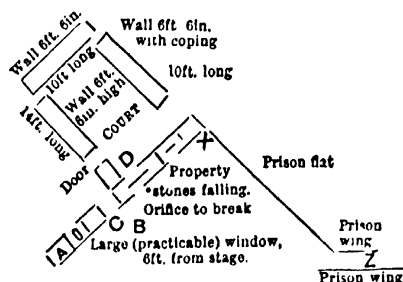 Wall 6ft. 6in.
Wall 6ft. 6in.
with coping
10ft. long
10ft. long
Wall 6ft.
6in. high
14ft. long
COURT
Door
D
X
Prison flat
Property
stones falling.
Orifice to break
C B
A O
Large (practicable) window,
6ft. from stage.
Prison
wing
Z
Prison wing